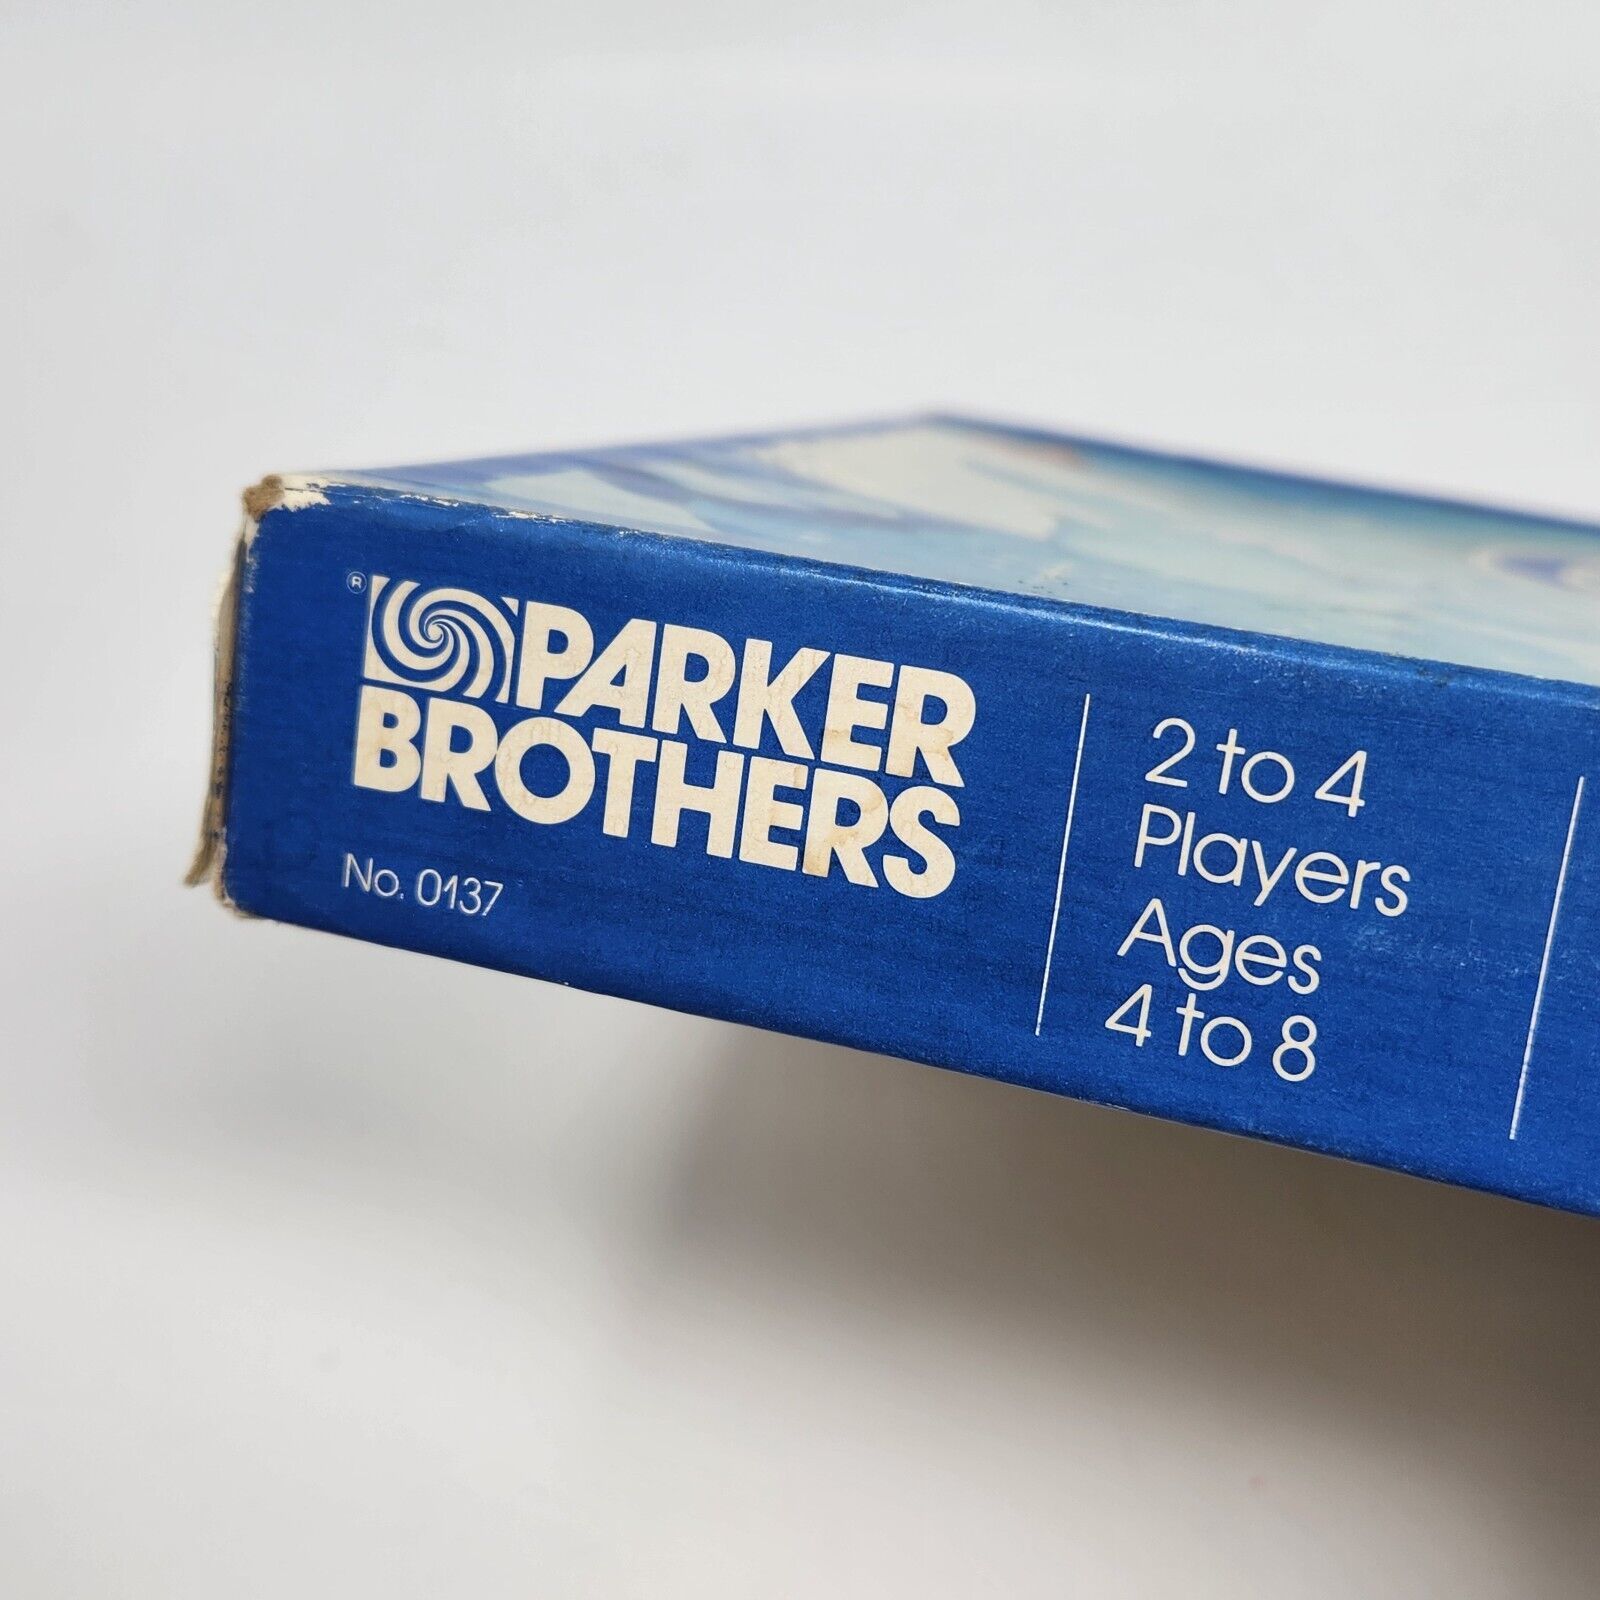 ® PARKER
BROTHERS
No. 0137
2 to 4
Players
Ages
4 to 8